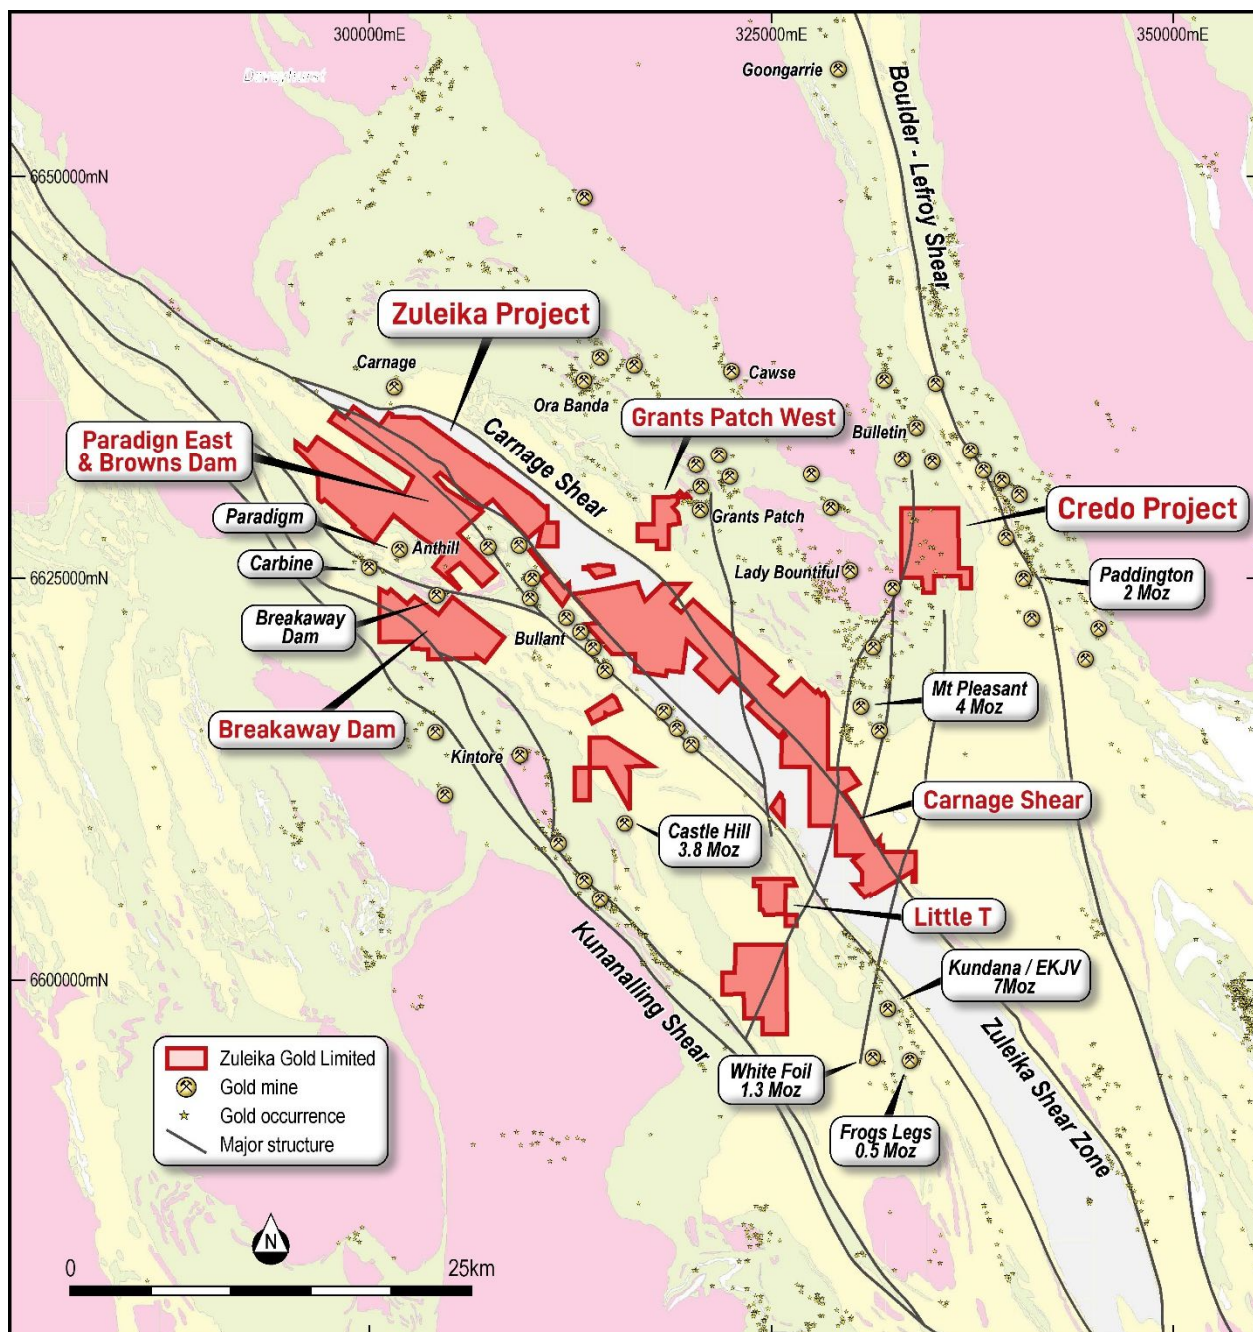 300000mE
325000mE
350000mE
Goongarrie
Boulder - Lefroy Shear
6650000mN
Zuleika Project
Carnage
Cawse
Ora Banda
Grants Patch West
Bulletin
Paradign East
& Browns Dam
Carnage Shear
Credo Project
Paradigm
Anthill
Grants Patch
Carbine
6625000mN
Lady Bountiful
Paddington
2 Moz
Breakaway
Dam
Bullant
Mt Pleasant
4 Moz
Breakaway Dam
Kintore
Carnage Shear
Castle Hill
3.8 Moz
Little T
Kunanalling Shear
Kundana / EKJV
7Moz
6600000mN
Zuleika Shear Zone
White Foil
1.3 Moz
Frogs Legs
0.5 Moz
Zuleika Gold Limited
Gold mine
Gold occurrence
Major structure
N
0
25km